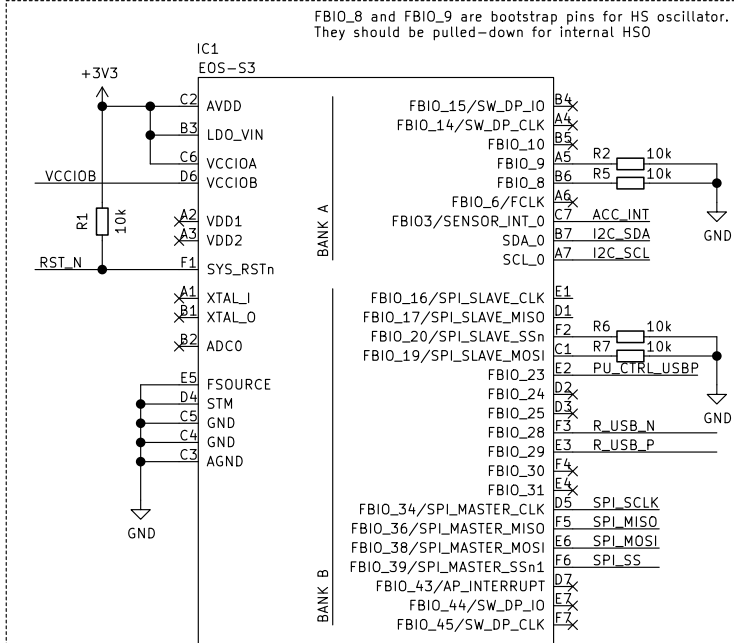 FBIO_8 and FBIO_9 are bootstrap pins for HS oscillator.
They should be pulled-down for internal HSO
IC1
EOS-S3
+3V3
C2 AVDD
B3 LDO_VIN
C6 VCCIOA
VCCIOB D6 VCCIOB
R1 10k
A2 VDD1
A3 VDD2
RST_N F1 SYS_RSTn
A1 XTAL_I
B1 XTAL_O
B2 ADC0
E5 FSOURCE
D4 STM
C5 GND
C4 GND
C3 AGND
GND
BANK A
FBIO_15/SW_DP_IO B4
FBIO_14/SW_DP_CLK A4
FBIO_10 B5
FBIO_9 A5 R2 10k
FBIO_8 B6 R5 10k
FBIO_6/FCLK A6
FBIO3/SENSOR_INT_0 C7 ACC_INT
SDA_0 B7 I2C_SDA
SCL_0 A7 I2C_SCL
GND
BANK B
FBIO_16/SPI_SLAVE_CLK E1
FBIO_17/SPI_SLAVE_MISO D1
FBIO_20/SPI_SLAVE_SSn F2 R6 10k
FBIO_19/SPI_SLAVE_MOSI C1 R7 10k
FBIO_23 E2 PU_CTRL_USBP
FBIO_24 D2
FBIO_25 D3
GND
FBIO_28 F3 R_USB_N
FBIO_29 E3 R_USB_P
FBIO_30 F4
FBIO_31 E4
FBIO_34/SPI_MASTER_CLK D5 SPI_SCLK
FBIO_36/SPI_MASTER_MISO F5 SPI_MISO
FBIO_38/SPI_MASTER_MOSI E6 SPI_MOSI
FBIO_39/SPI_MASTER_SSn1 F6 SPI_SS
FBIO_43/AP_INTERRUPT D7
FBIO_44/SW_DP_IO E7
FBIO_45/SW_DP_CLK F7